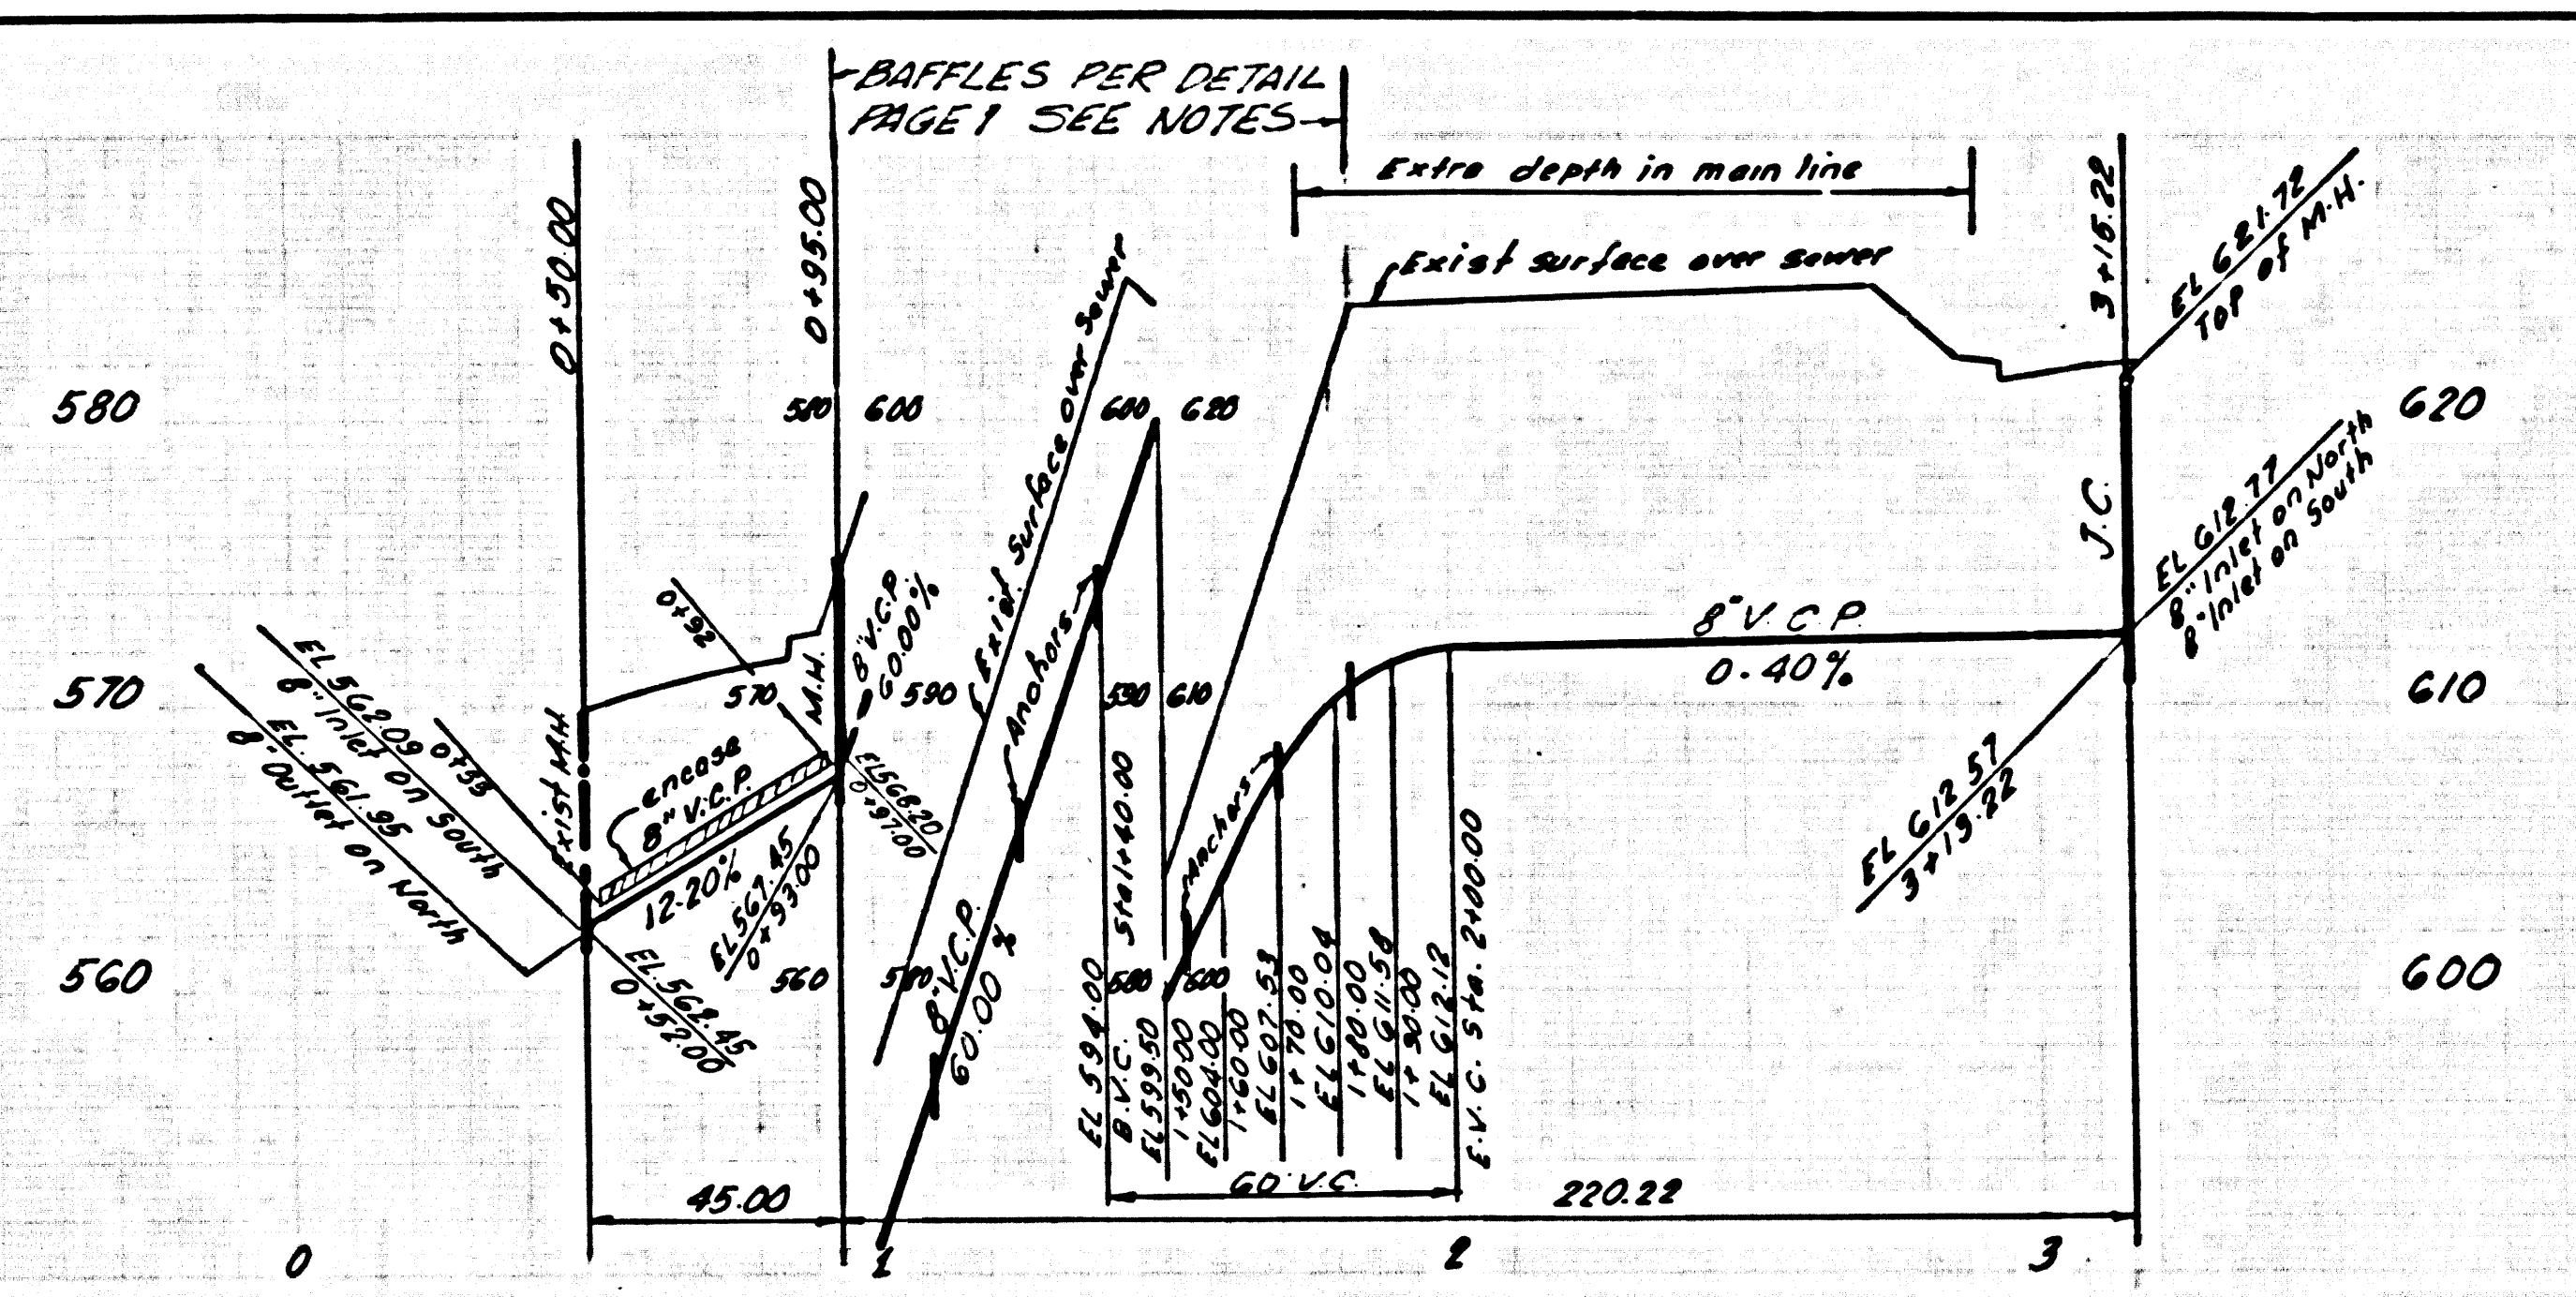 BAFFLES PER DETAIL
PAGE 1 SEE NOTES
Extra depth in main line
0+50.00
0+95.00
3+15.22
EL 621.72
Top of M.H.
Exist surface over sewer
Exist. Surface over Sewer
580
580
600
600
620
620
J.C.
EL 612.77
8" Inlet on North
8" Inlet on South
0+92
8" V.C.P.
60.00%
Anchors
8" V.C.P.
0.40%
570
570
M.H.
590
590
610
610
EL 562.09
8" Inlet on South
EL. 561.95
8" Outlet on North
0+53
Exist M.H.
encase
8" V.C.P.
12.20%
EL 567.45
0+93.00
EL 568.20
0+97.00
Anchors
EL 612.57
3+13.22
560
EL. 562.45
0+52.00
560
580
8" V.C.P.
60.00 %
580
600
600
EL 594.00
B.V.C. Sta 1+40.00
EL 599.50
1+50.00
EL 604.00
1+60.00
EL 607.53
1+70.00
EL 610.04
1+80.00
EL 611.58
1+90.00
EL 612.12
E.V.C. Sta. 2+00.00
60' V.C.
45.00
220.22
0
1
2
3